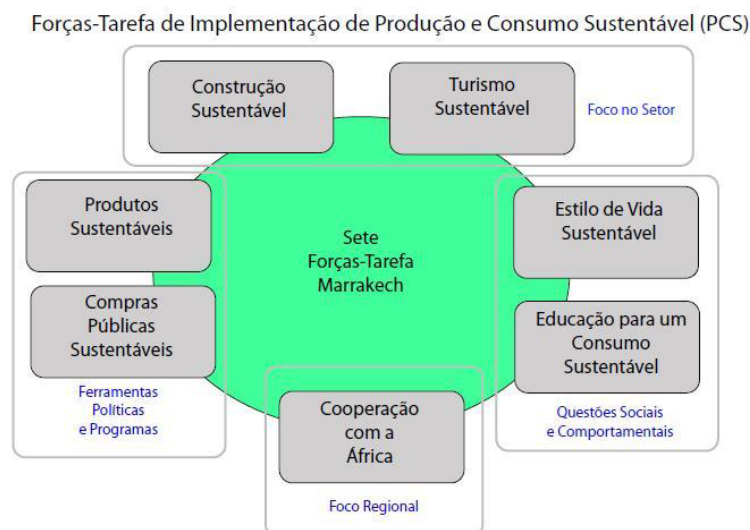 Forças-Tarefa de Implementação de Produção e Consumo Sustentável (PCS)
Construção
Sustentável
Turismo
Sustentável
Foco no Setor
Produtos
Sustentáveis
Compras
Públicas
Sustentáveis
Ferramentas
Políticas
e Programas
Sete
Forças-Tarefa
Marrakech
Estilo de Vida
Sustentável
Educação para um
Consumo
Sustentável
Questões Sociais
e Comportamentais
Cooperação
com a
África
Foco Regional